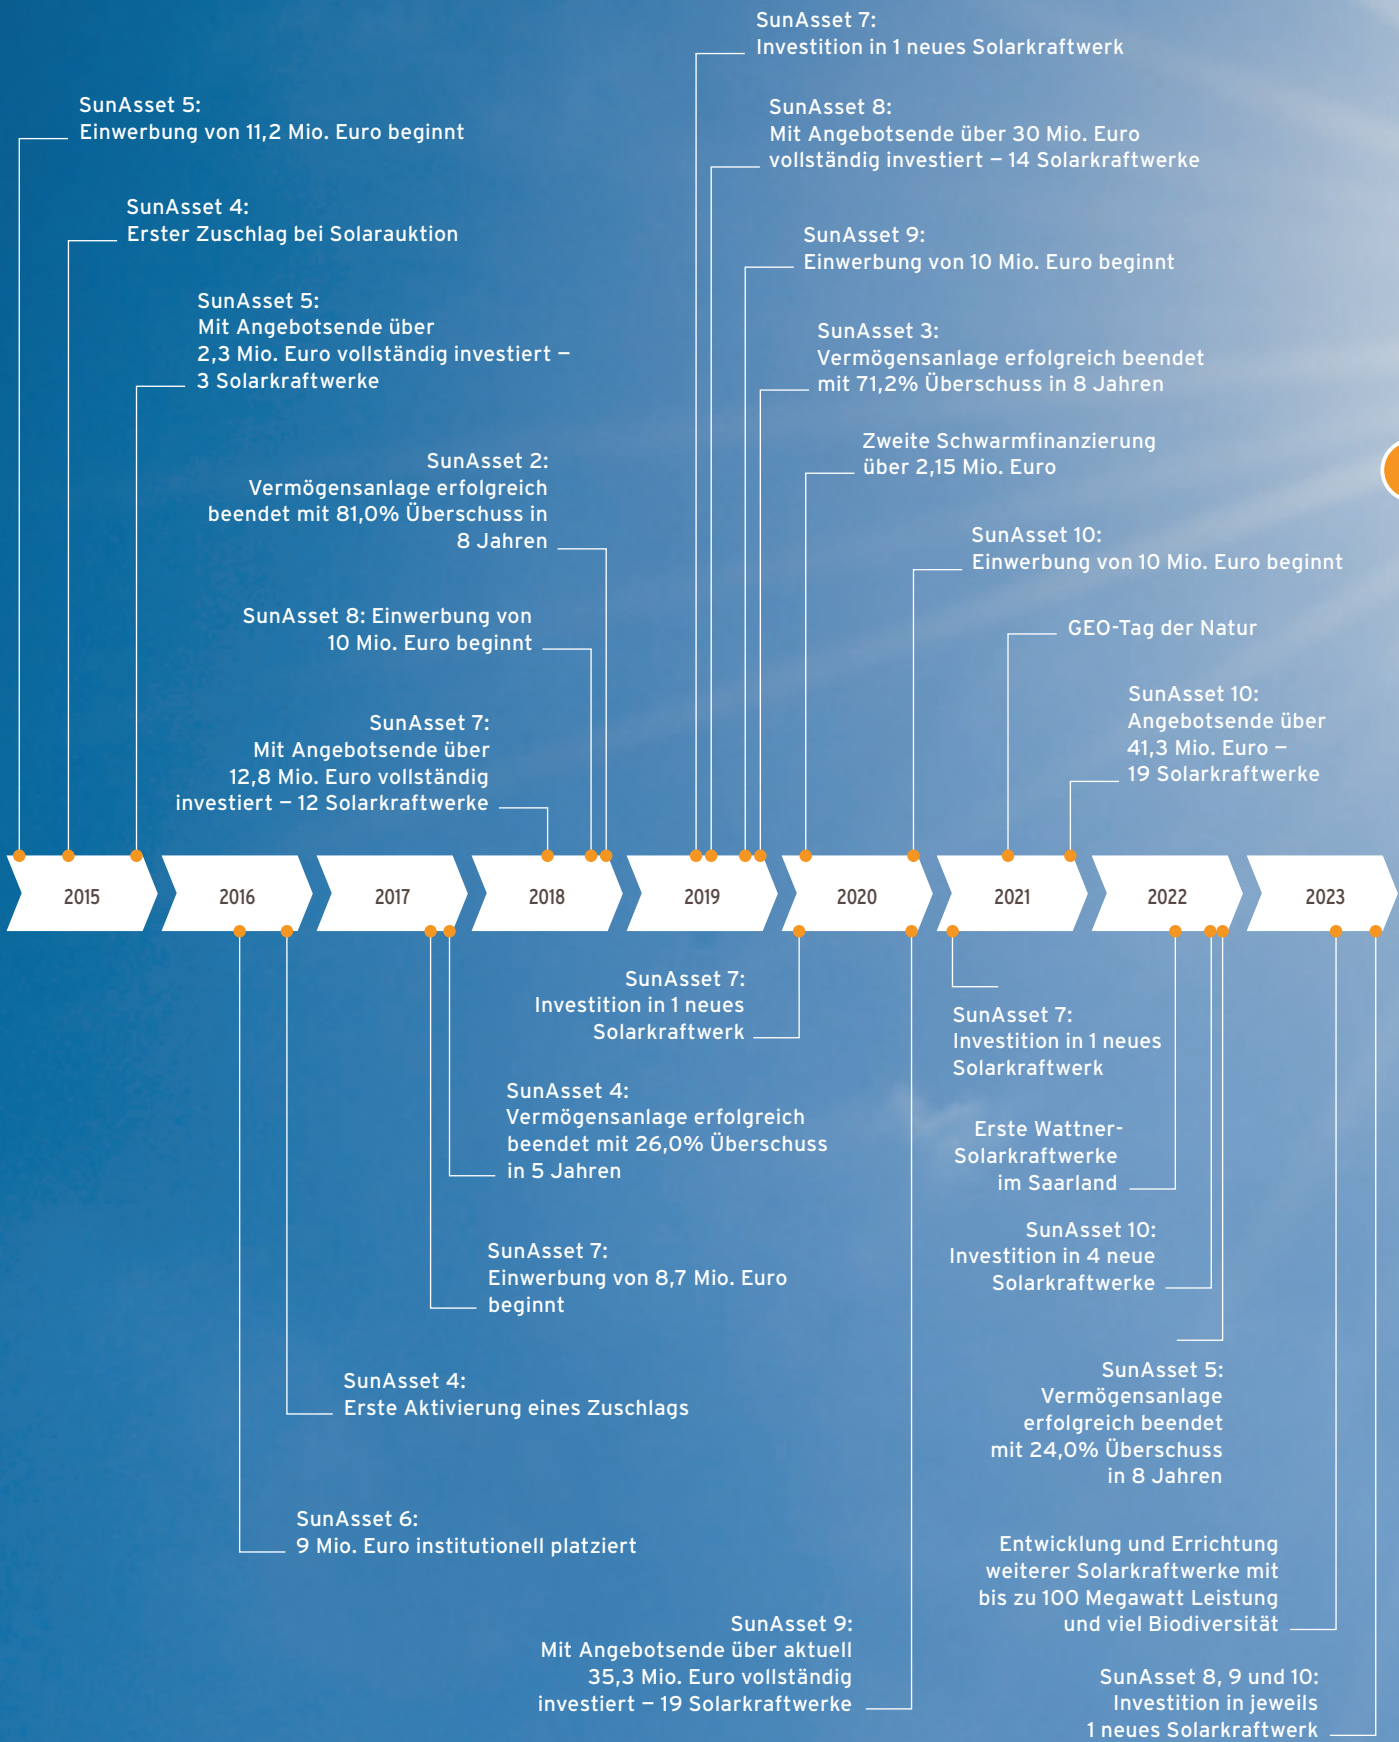 SunAsset 7:
Investition in 1 neues Solarkraftwerk
SunAsset 5:
Einwerbung von 11,2 Mio. Euro beginnt
SunAsset 8:
Mit Angebotsende über 30 Mio. Euro
vollständig investiert – 14 Solarkraftwerke
SunAsset 4:
Erster Zuschlag bei Solarauktion
SunAsset 9:
Einwerbung von 10 Mio. Euro beginnt
SunAsset 5:
Mit Angebotsende über
2,3 Mio. Euro vollständig investiert –
3 Solarkraftwerke
SunAsset 3:
Vermögensanlage erfolgreich beendet
mit 71,2% Überschuss in 8 Jahren
Zweite Schwarmfinanzierung
über 2,15 Mio. Euro
SunAsset 2:
Vermögensanlage erfolgreich
beendet mit 81,0% Überschuss in
8 Jahren
SunAsset 10:
Einwerbung von 10 Mio. Euro beginnt
SunAsset 8: Einwerbung von
10 Mio. Euro beginnt
GEO-Tag der Natur
SunAsset 7:
Mit Angebotsende über
12,8 Mio. Euro vollständig
investiert – 12 Solarkraftwerke
SunAsset 10:
Angebotsende über
41,3 Mio. Euro –
19 Solarkraftwerke
2015
2016
2017
2018
2019
2020
2021
2022
2023
SunAsset 7:
Investition in 1 neues
Solarkraftwerk
SunAsset 7:
Investition in 1 neues
Solarkraftwerk
SunAsset 4:
Vermögensanlage erfolgreich
beendet mit 26,0% Überschuss
in 5 Jahren
Erste Wattner-
Solarkraftwerke
im Saarland
SunAsset 10:
Investition in 4 neue
Solarkraftwerke
SunAsset 7:
Einwerbung von 8,7 Mio. Euro
beginnt
SunAsset 5:
Vermögensanlage
erfolgreich beendet
mit 24,0% Überschuss
in 8 Jahren
SunAsset 4:
Erste Aktivierung eines Zuschlags
SunAsset 6:
9 Mio. Euro institutionell platziert
Entwicklung und Errichtung
weiterer Solarkraftwerke mit
bis zu 100 Megawatt Leistung
und viel Biodiversität
SunAsset 9:
Mit Angebotsende über aktuell
35,3 Mio. Euro vollständig
investiert – 19 Solarkraftwerke
SunAsset 8, 9 und 10:
Investition in jeweils
1 neues Solarkraftwerk